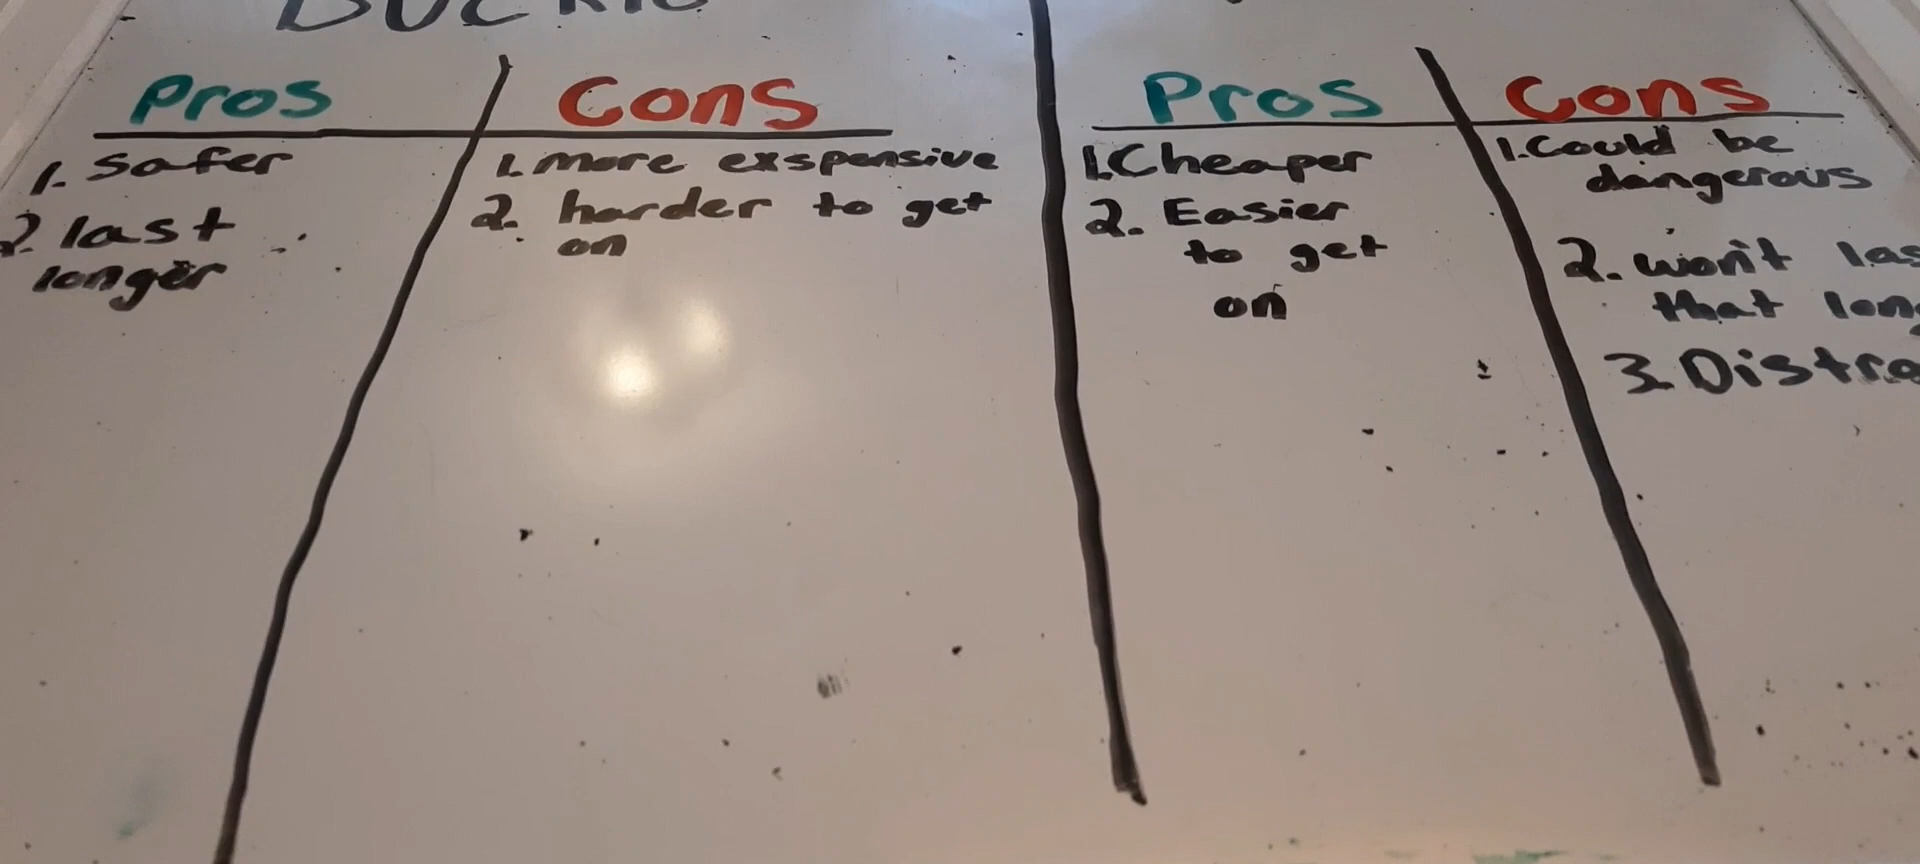 Pros
Cons
1. Safer
2. last
longer
1. more exspensive
2. harder to get
on
Pros
Cons
1. Cheaper
2. Easier
to get
on
1. Could be
dangerous
2. won't
that
3.